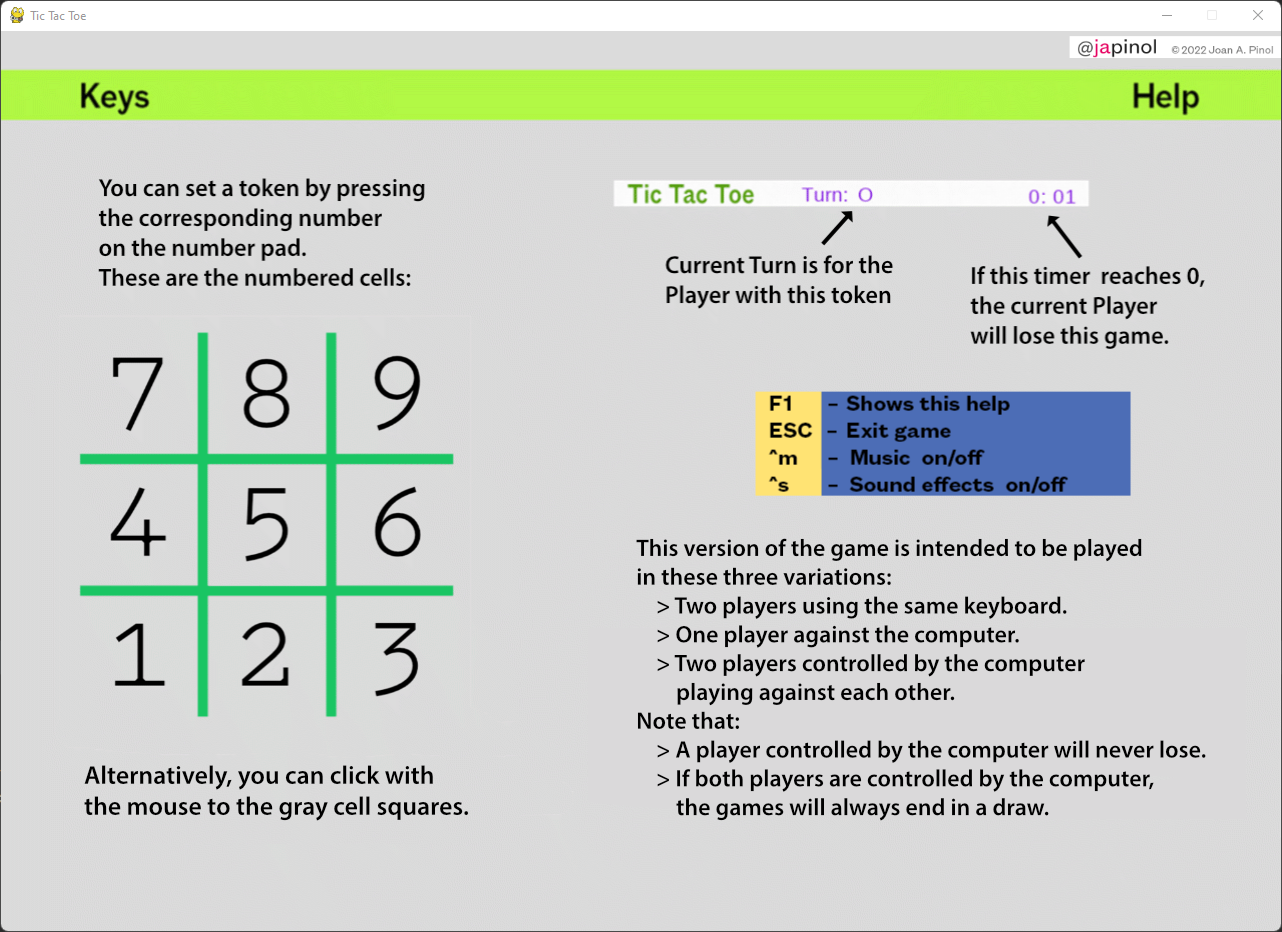 Tic Tac Toe
@japinol © 2022 Joan A. Pinol
Keys
Help
You can set a token by pressing
the corresponding number
on the number pad.
These are the numbered cells:
7 8 9
4 5 6
1 2 3
Alternatively, you can click with
the mouse to the gray cell squares.
Tic Tac Toe Turn: O 0: 01
Current Turn is for the
Player with this token
If this timer reaches 0,
the current Player
will lose this game.
F1 – Shows this help
ESC – Exit game
^m – Music on/off
^s – Sound effects on/off
This version of the game is intended to be played
in these three variations:
> Two players using the same keyboard.
> One player against the computer.
> Two players controlled by the computer
playing against each other.
Note that:
> A player controlled by the computer will never lose.
> If both players are controlled by the computer,
the games will always end in a draw.